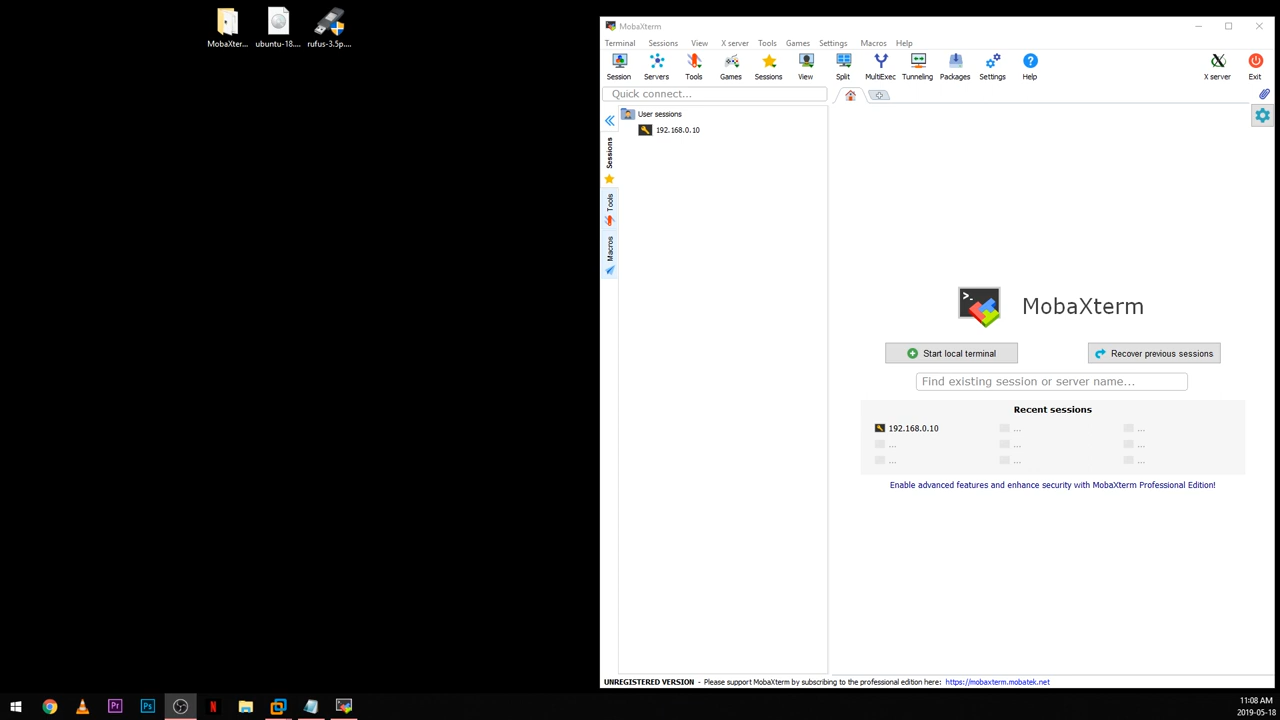 MobaXter... ubuntu-18.... rufus-3.5p....
MobaXterm
Terminal Sessions View X server Tools Games Settings Macros Help
Session Servers Tools Games Sessions View Split MultiExec Tunneling Packages Settings Help X server Exit
Quick connect...
User sessions
192.168.0.10
Sessions
Tools
Macros
MobaXterm
Start local terminal Recover previous sessions
Find existing session or server name...
Recent sessions
192.168.0.10 ... ...
... ... ...
... ... ...
Enable advanced features and enhance security with MobaXterm Professional Edition!
UNREGISTERED VERSION - Please support MobaXterm by subscribing to the professional edition here: https://mobaxterm.mobatek.net
Pr Ps N
11:08 AM
2019-05-18